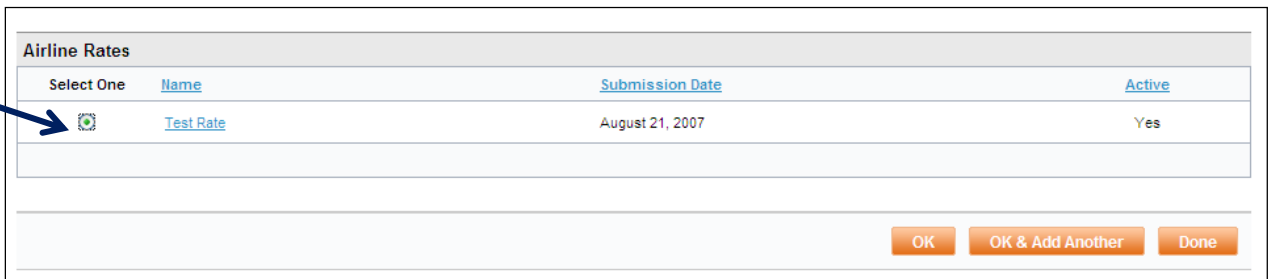 Airline Rates
Select One Name Submission Date Active
Test Rate August 21, 2007 Yes
OK OK & Add Another Done